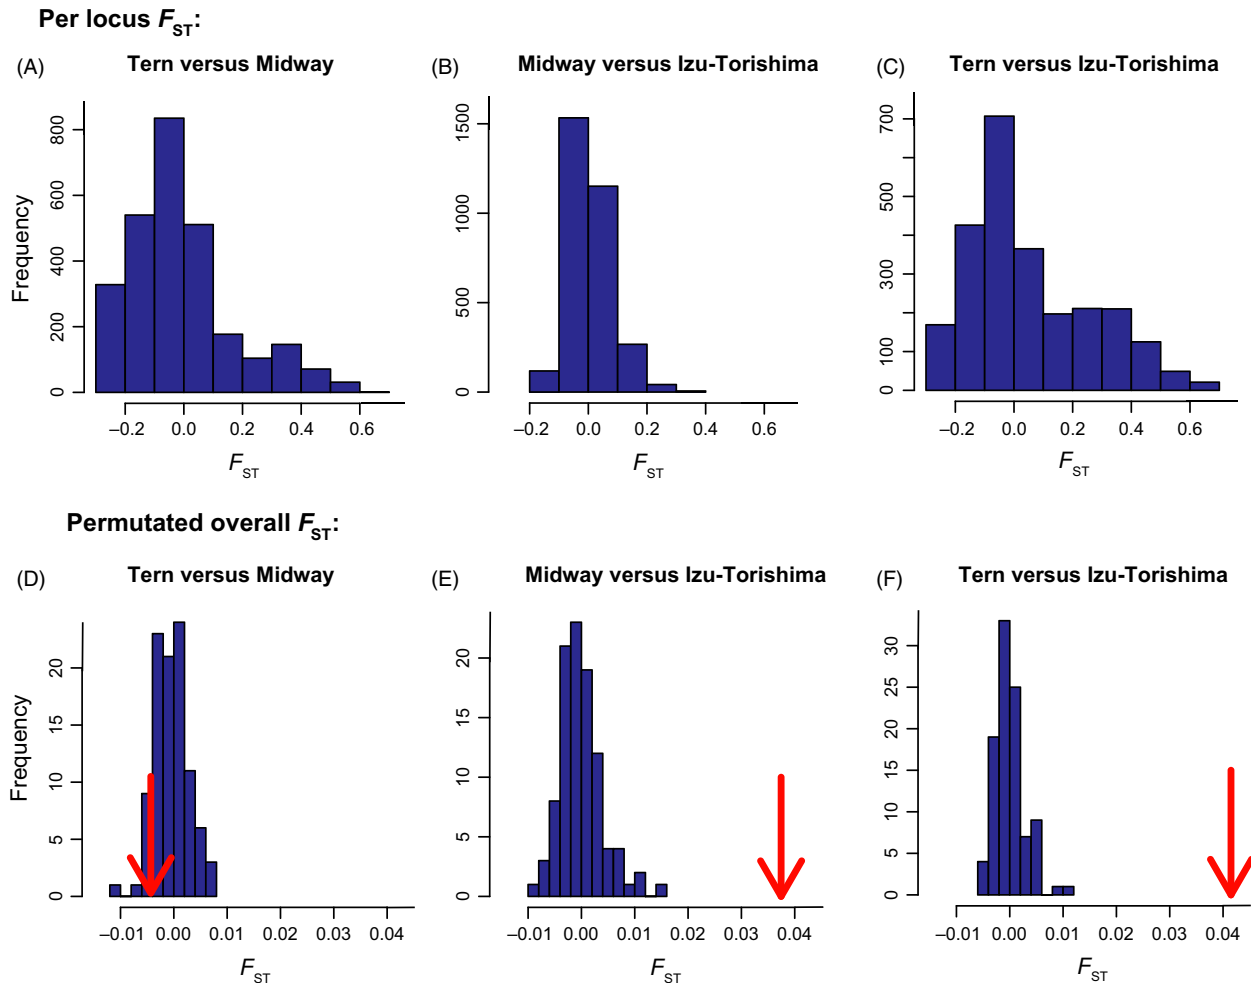 Per locus FST:
(A) Tern versus Midway
(B) Midway versus Izu-Torishima
(C) Tern versus Izu-Torishima
Frequency
0 200 400 600 800
–0.2 0.0 0.2 0.4 0.6
FST
0 500 1000 1500
–0.2 0.0 0.2 0.4 0.6
FST
0 100 300 500 700
–0.2 0.0 0.2 0.4 0.6
FST
Permutated overall FST:
(D) Tern versus Midway
(E) Midway versus Izu-Torishima
(F) Tern versus Izu-Torishima
Frequency
0 5 10 15 20
–0.01 0.00 0.01 0.02 0.03 0.04
FST
0 5 10 15 20
–0.01 0.00 0.01 0.02 0.03 0.04
FST
0 5 10 15 20 25 30
–0.01 0.00 0.01 0.02 0.03 0.04
FST